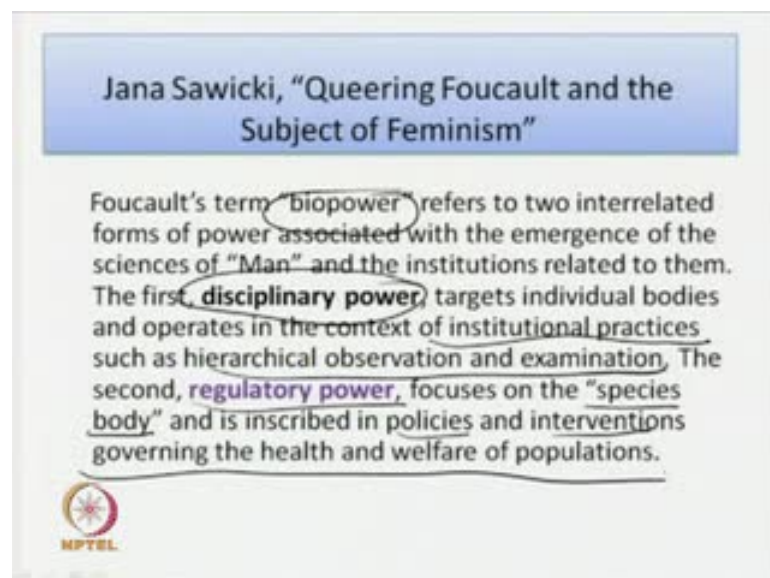 Jana Sawicki, “Queering Foucault and the
Subject of Feminism”
Foucault’s term “biopower” refers to two interrelated
forms of power associated with the emergence of the
sciences of “Man” and the institutions related to them.
The first, disciplinary power, targets individual bodies
and operates in the context of institutional practices
such as hierarchical observation and examination. The
second, regulatory power, focuses on the “species
body” and is inscribed in policies and interventions
governing the health and welfare of populations.
NPTEL